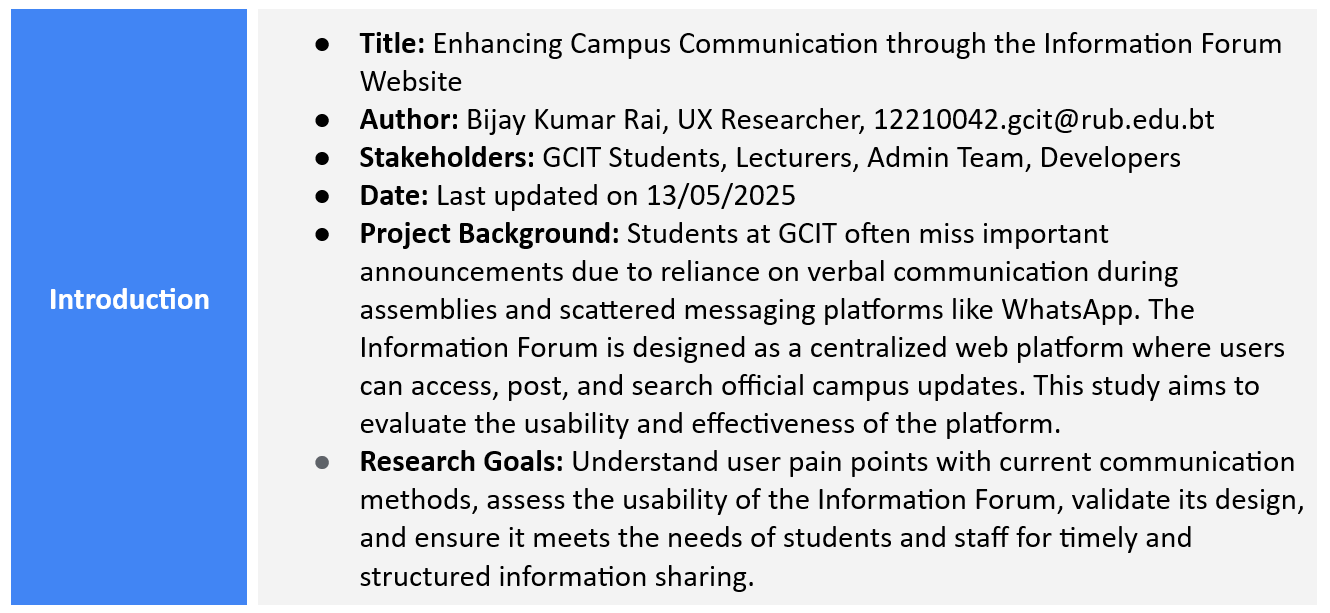 Introduction
● Title: Enhancing Campus Communication through the Information Forum
Website
● Author: Bijay Kumar Rai, UX Researcher, 12210042.gcit@rub.edu.bt
● Stakeholders: GCIT Students, Lecturers, Admin Team, Developers
● Date: Last updated on 13/05/2025
● Project Background: Students at GCIT often miss important
announcements due to reliance on verbal communication during
assemblies and scattered messaging platforms like WhatsApp. The
Information Forum is designed as a centralized web platform where users
can access, post, and search official campus updates. This study aims to
evaluate the usability and effectiveness of the platform.
● Research Goals: Understand user pain points with current communication
methods, assess the usability of the Information Forum, validate its design,
and ensure it meets the needs of students and staff for timely and
structured information sharing.